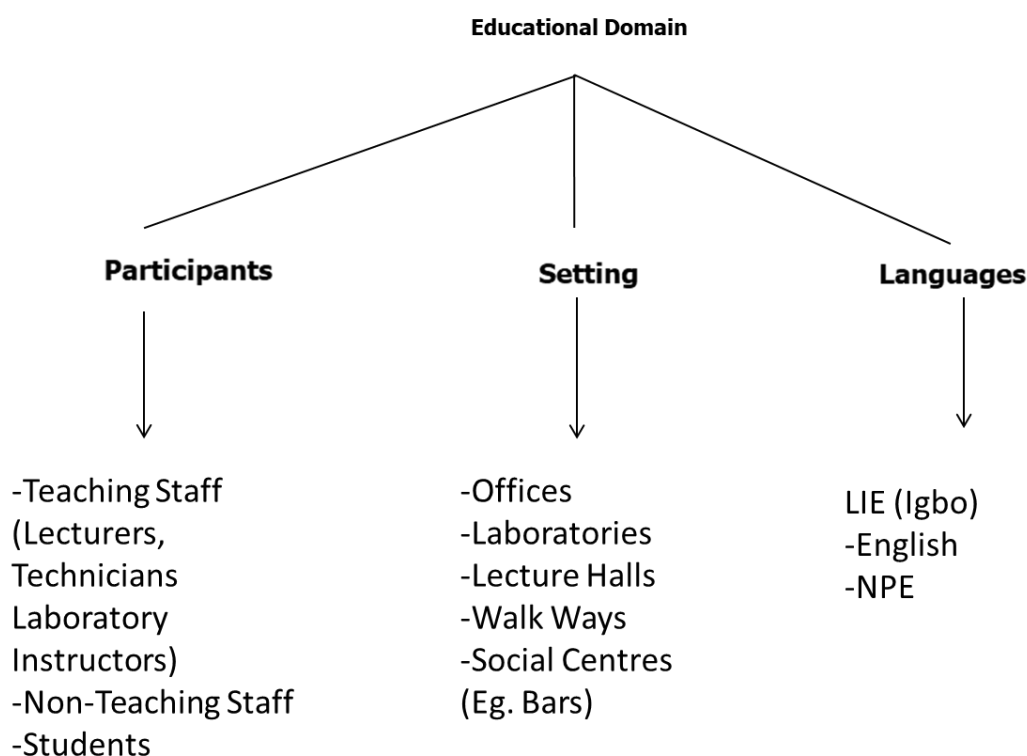 Educational Domain
Participants
Setting
Languages
-Teaching Staff
(Lecturers,
Technicians
Laboratory
Instructors)
-Non-Teaching Staff
-Students
-Offices
-Laboratories
-Lecture Halls
-Walk Ways
-Social Centres
(Eg. Bars)
LIE (Igbo)
-English
-NPE